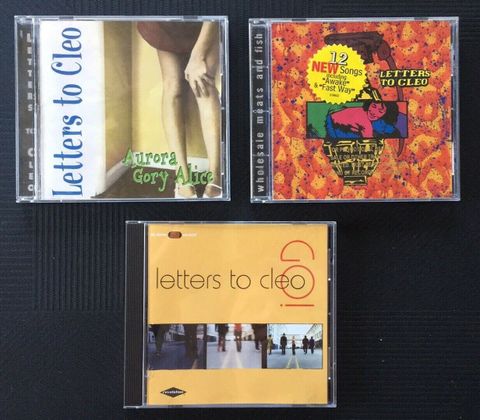 Letters to Cleo
LETTERS TO CLEO
Aurora
Gory Alice
wholesale meats and fish
12
NEW Songs
including
"Awake"
& "Fast Way"
LETTERS
TO CLEO
GO!
letters to cleo
revolution